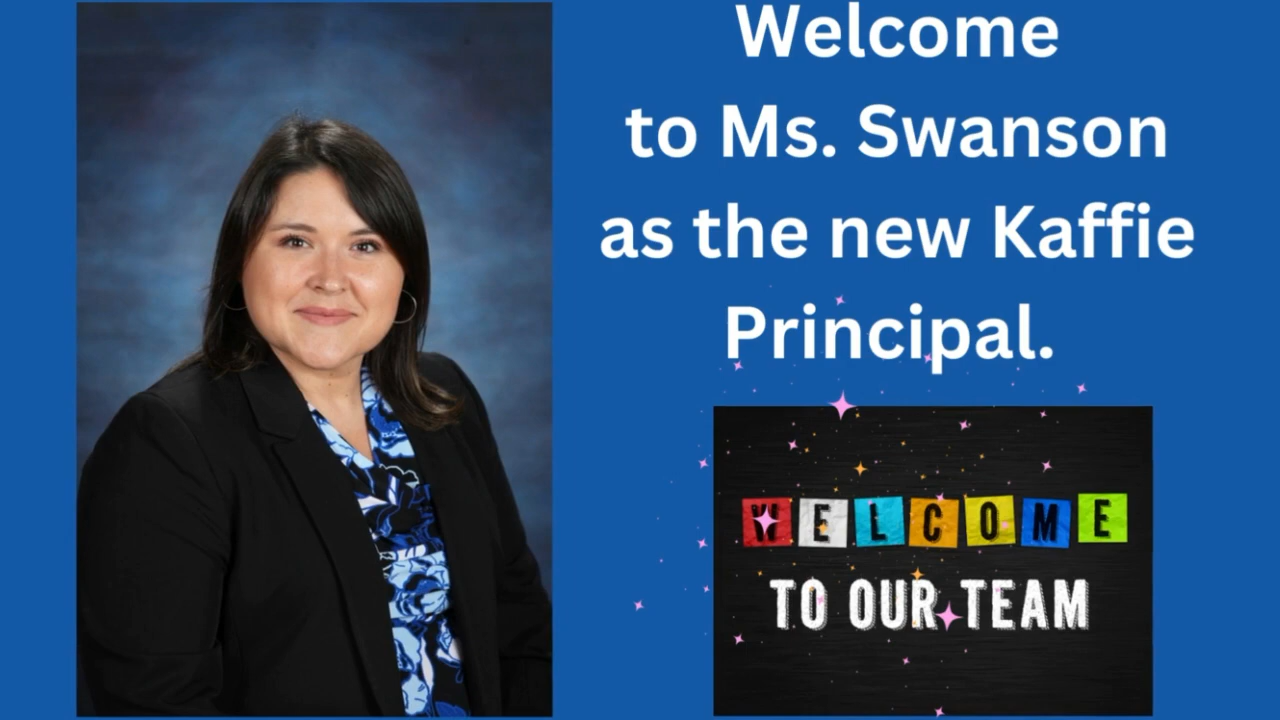 Welcome
to Ms. Swanson
as the new Kaffie
Principal.
WELCOME
TO OUR TEAM